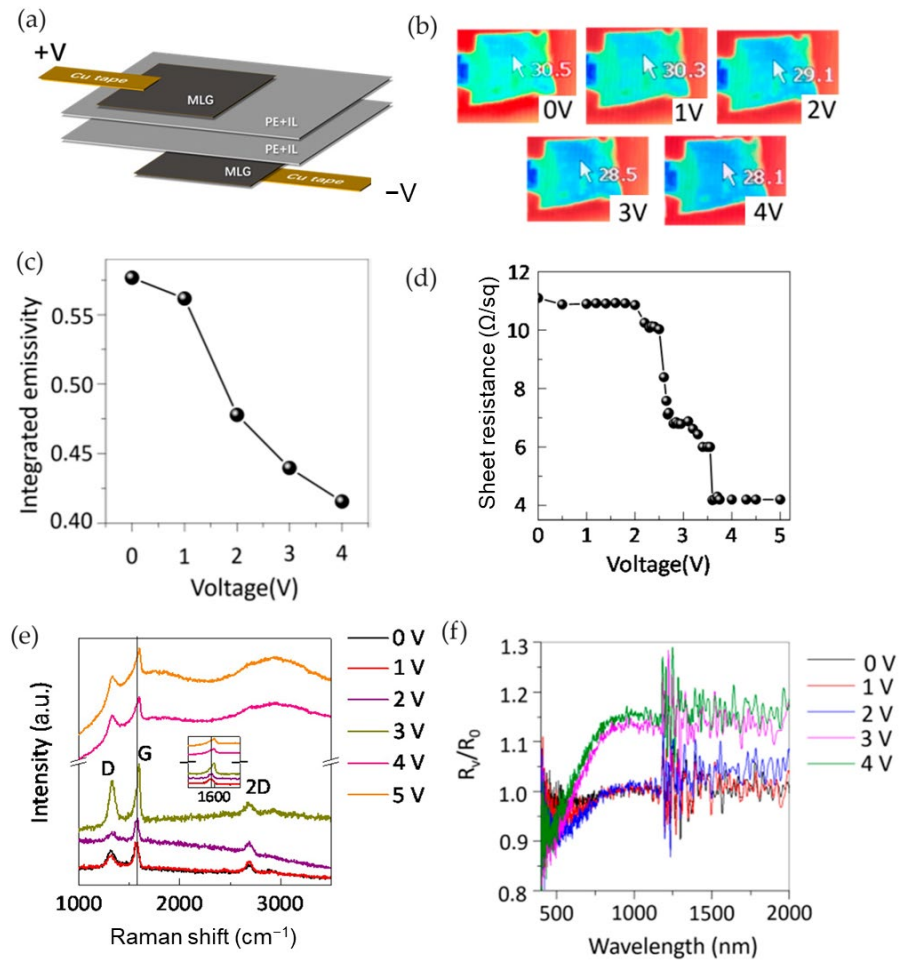 (a)
+V
Cu tape
MLG
PE+IL
PE+IL
MLG
Cu tape
−V
(b)
30.5
0V
30.3
1V
29.1
2V
28.5
3V
28.1
4V
(c)
Integrated emissivity
0.55
0.50
0.45
0.40
0 1 2 3 4
Voltage(V)
(d)
Sheet resistance (Ω/sq)
12
10
8
6
4
0 1 2 3 4 5
Voltage(V)
(e)
Intensity (a.u.)
D
G
2D
1600
0 V
1 V
2 V
3 V
4 V
5 V
1000 2000 3000
Raman shift (cm⁻¹)
(f)
Rᵥ/R₀
1.3
1.2
1.1
1.0
0.9
0.8
500 1000 1500 2000
Wavelength (nm)
0 V
1 V
2 V
3 V
4 V